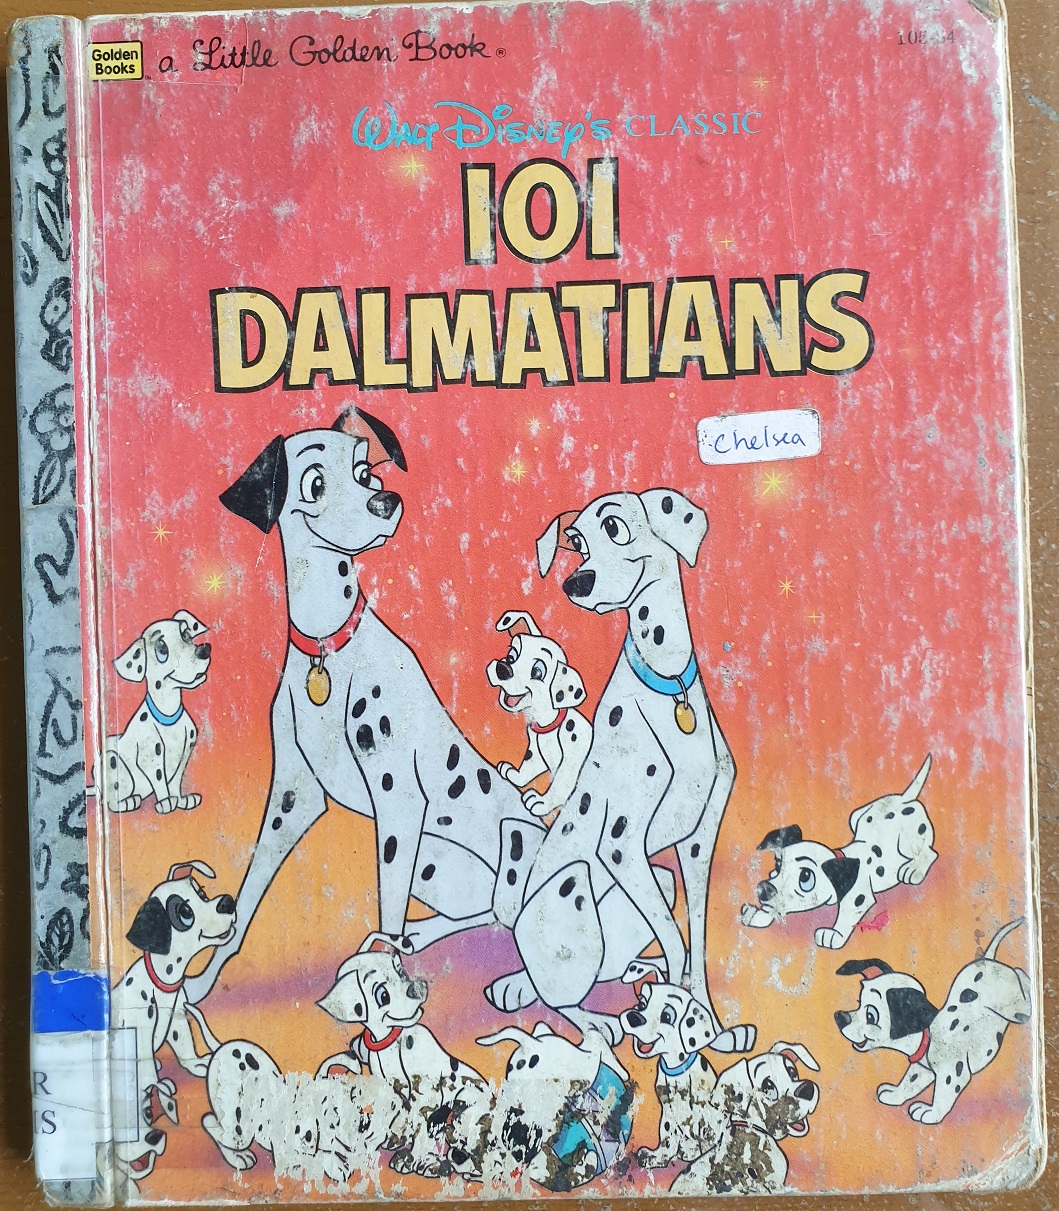 Golden
Books
a Little Golden Book®
WALT DISNEY'S CLASSIC
101
DALMATIANS
chelsea
R
S